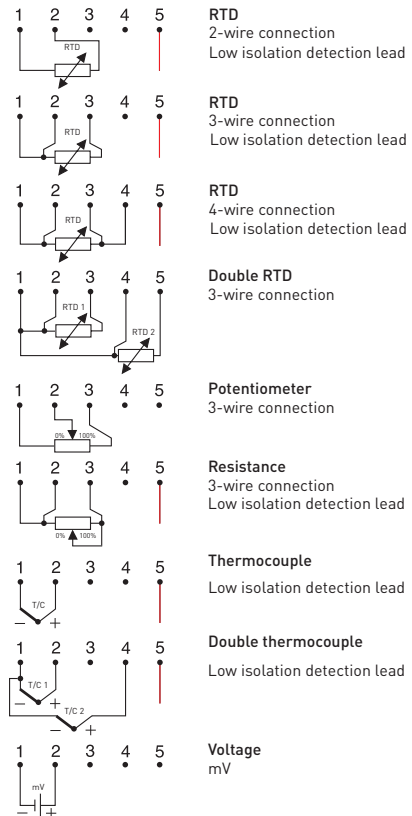 1 2 3 4 5
RTD
RTD
2-wire connection
Low isolation detection lead
1 2 3 4 5
RTD
RTD
3-wire connection
Low isolation detection lead
1 2 3 4 5
RTD
RTD
4-wire connection
Low isolation detection lead
1 2 3 4 5
RTD 1
RTD 2
Double RTD
3-wire connection
1 2 3 4 5
0% 100%
Potentiometer
3-wire connection
1 2 3 4 5
0% 100%
Resistance
3-wire connection
Low isolation detection lead
1 2 3 4 5
T/C
– +
Thermocouple
Low isolation detection lead
1 2 3 4 5
T/C 1
– +
T/C 2
– +
Double thermocouple
Low isolation detection lead
1 2 3 4 5
mV
– +
Voltage
mV